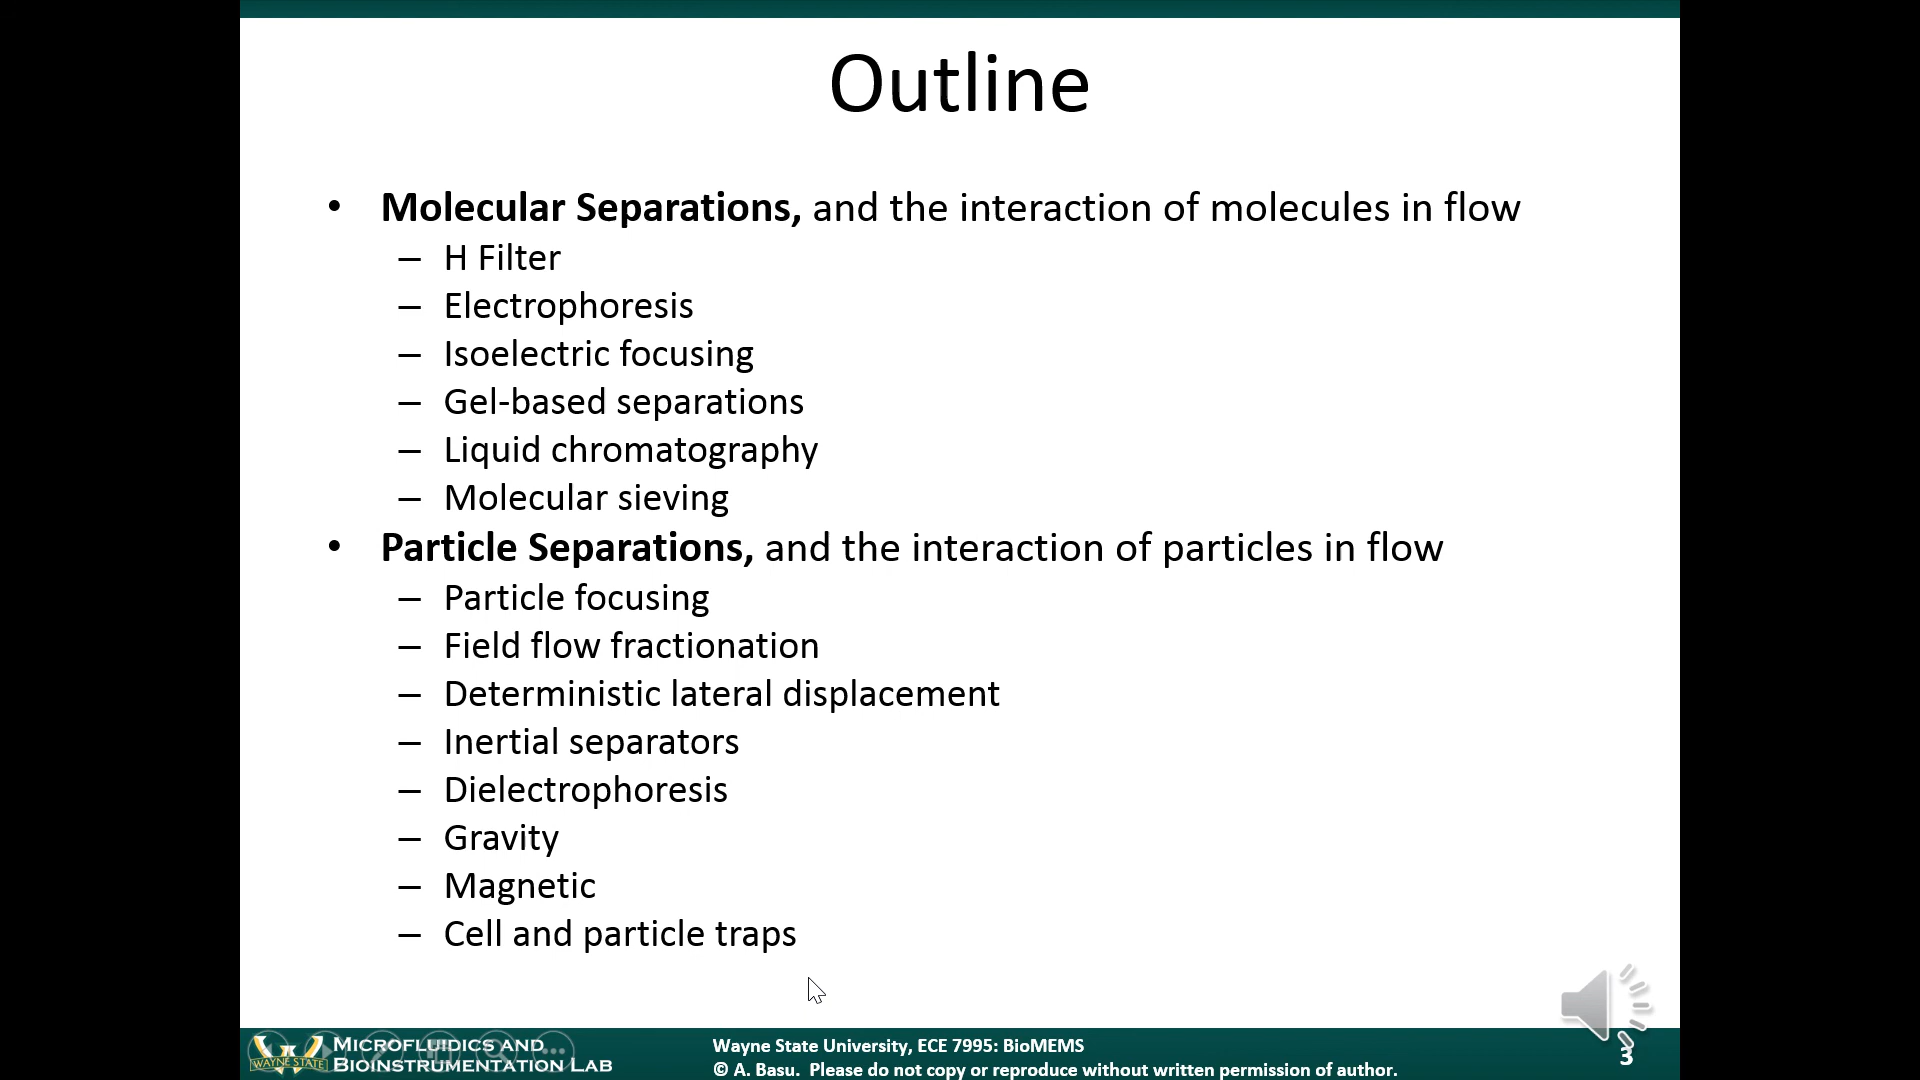 Outline
• Molecular Separations, and the interaction of molecules in flow
– H Filter
– Electrophoresis
– Isoelectric focusing
– Gel-based separations
– Liquid chromatography
– Molecular sieving
• Particle Separations, and the interaction of particles in flow
– Particle focusing
– Field flow fractionation
– Deterministic lateral displacement
– Inertial separators
– Dielectrophoresis
– Gravity
– Magnetic
– Cell and particle traps
WAYNE STATE
MICROFLUIDICS AND
BIOINSTRUMENTATION LAB
Wayne State University, ECE 7995: BioMEMS
© A. Basu. Please do not copy or reproduce without written permission of author.
3